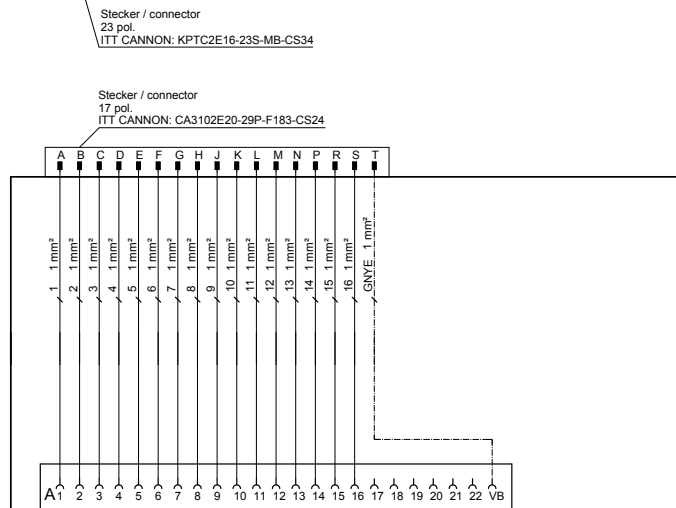 Stecker / connector
23 pol.
ITT CANNON: KPTC2E16-23S-MB-CS34
Stecker / connector
17 pol.
ITT CANNON: CA3102E20-29P-F183-CS24
A B C D E F G H J K L M N P R S T
1 1 mm²
2 1 mm²
3 1 mm²
4 1 mm²
5 1 mm²
6 1 mm²
7 1 mm²
8 1 mm²
9 1 mm²
10 1 mm²
11 1 mm²
12 1 mm²
13 1 mm²
14 1 mm²
15 1 mm²
16 1 mm²
GNYE 1 mm²
A 1 2 3 4 5 6 7 8 9 10 11 12 13 14 15 16 17 18 19 20 21 22 VB